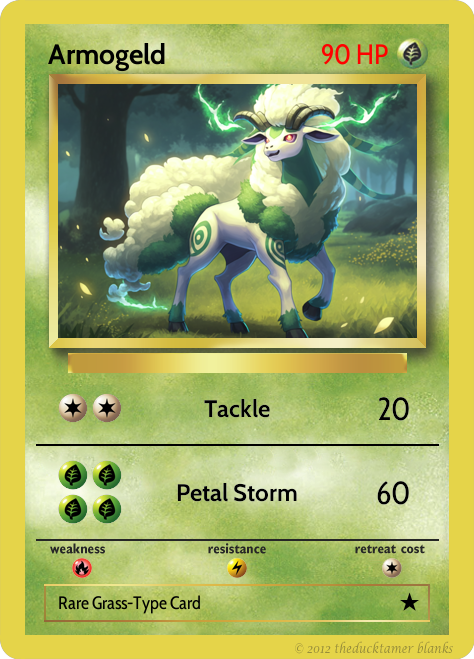 Armogeld 90 HP
Tackle 20
Petal Storm 60
weakness resistance retreat cost
Rare Grass-Type Card
© 2012 theducktamer blanks